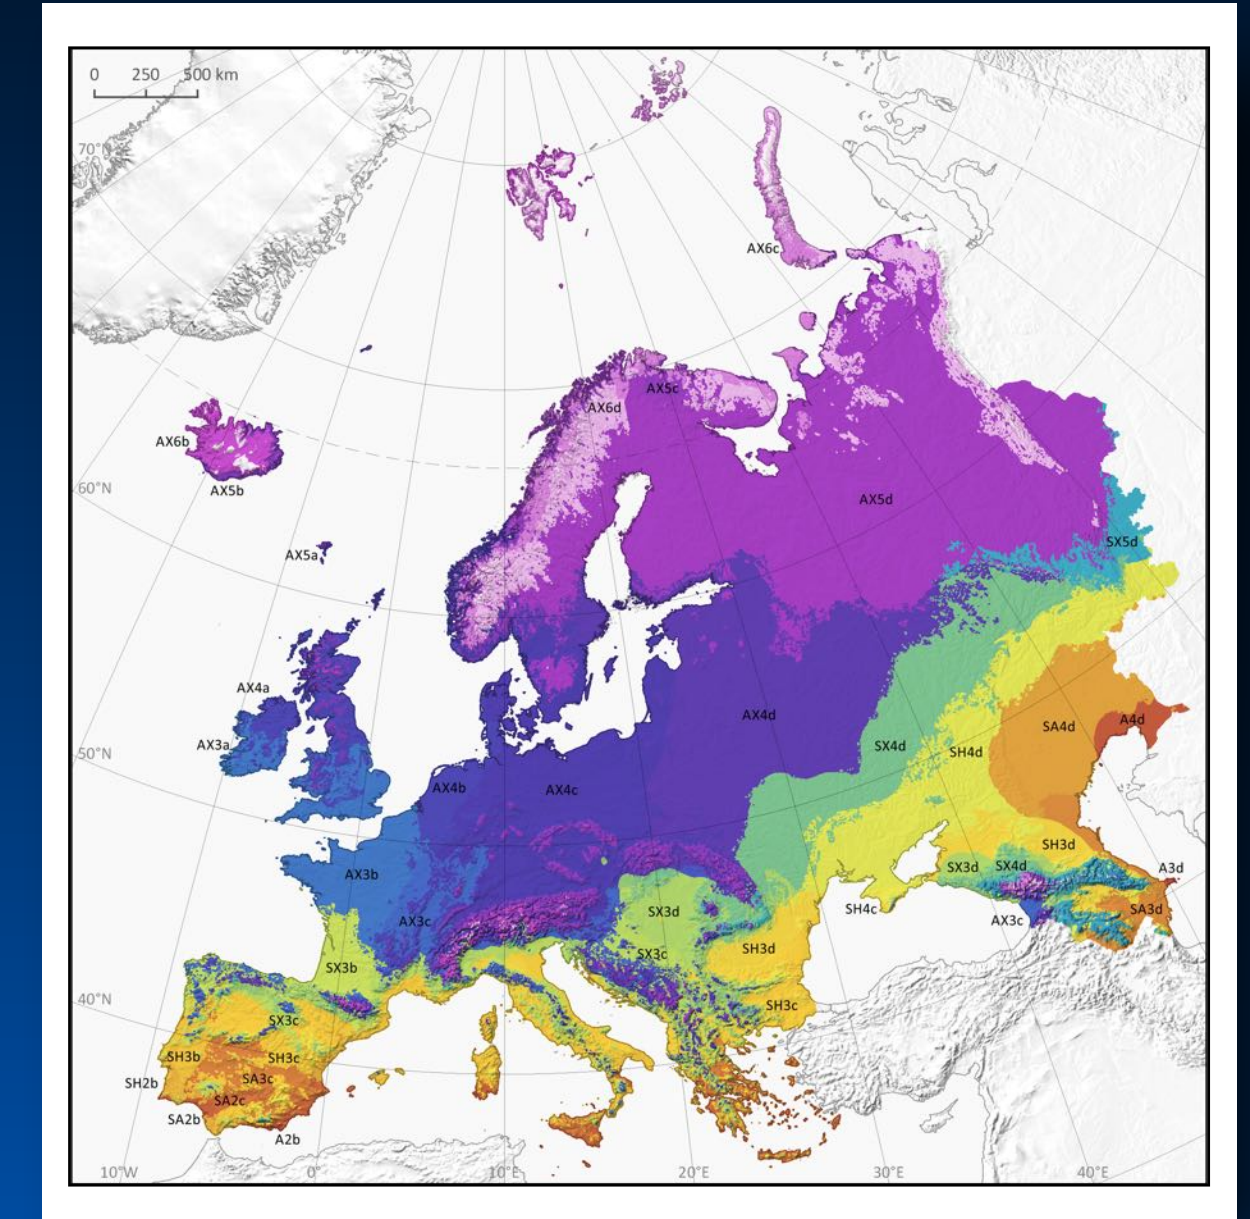 0 250 500 km
70°N
AX6c
AX5c
AX6d
AX6b
60°N
AX5b
AX5d
SX5d
AX5a
AX4a
AX3a
AX4d
A4d
SA4d
SX4d
SH4d
50°N
AX4b
AX4c
SH3d
SX3d
SX4d
A3d
AX3b
SH4c
SA3d
AX3c
AX3c
SX3d
SH3d
SX3c
SX3b
40°N
SH3c
SX3c
SH3b
SH3c
SH2b
SA3c
SA2c
SA2b
A2b
10°W
0°
10°E
20°E
30°E
40°E